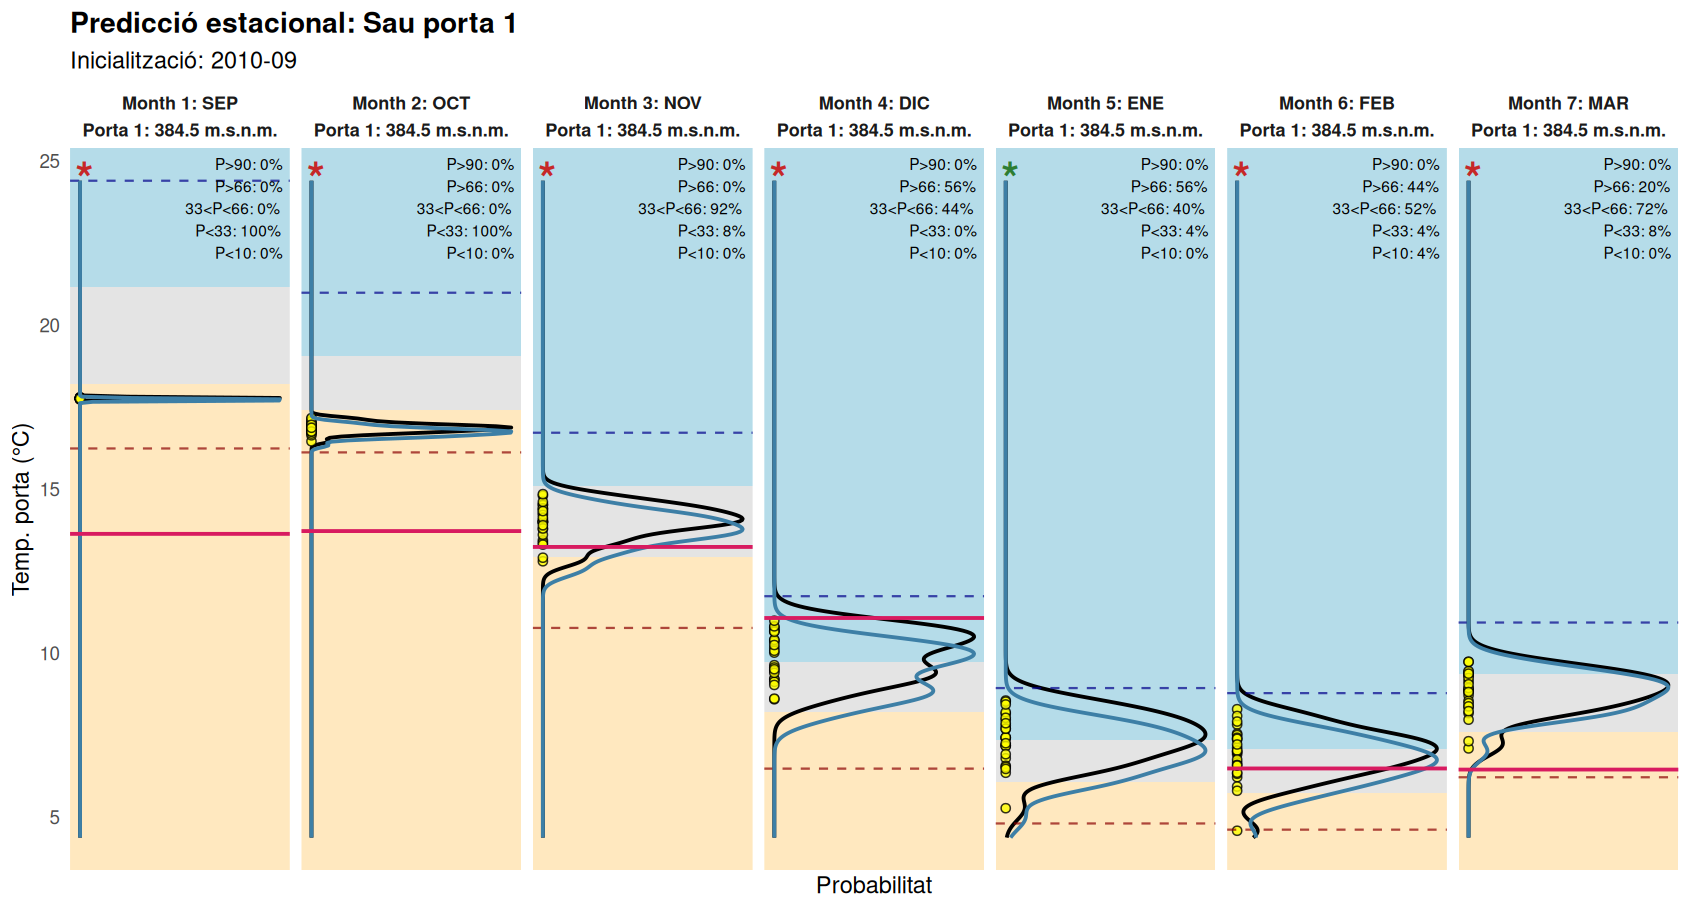 Predicció estacional: Sau porta 1
Inicialització: 2010-09
Month 1: SEP
Porta 1: 384.5 m.s.n.m.
Month 2: OCT
Porta 1: 384.5 m.s.n.m.
Month 3: NOV
Porta 1: 384.5 m.s.n.m.
Month 4: DIC
Porta 1: 384.5 m.s.n.m.
Month 5: ENE
Porta 1: 384.5 m.s.n.m.
Month 6: FEB
Porta 1: 384.5 m.s.n.m.
Month 7: MAR
Porta 1: 384.5 m.s.n.m.
Temp. porta (°C)
25
20
15
10
5
*
P>90: 0%
P>66: 0%
33<P<66: 0%
P<33: 100%
P<10: 0%
*
P>90: 0%
P>66: 0%
33<P<66: 0%
P<33: 100%
P<10: 0%
*
P>90: 0%
P>66: 0%
33<P<66: 92%
P<33: 8%
P<10: 0%
*
P>90: 0%
P>66: 56%
33<P<66: 44%
P<33: 0%
P<10: 0%
*
P>90: 0%
P>66: 56%
33<P<66: 40%
P<33: 4%
P<10: 0%
*
P>90: 0%
P>66: 44%
33<P<66: 52%
P<33: 4%
P<10: 4%
*
P>90: 0%
P>66: 20%
33<P<66: 72%
P<33: 8%
P<10: 0%
Probabilitat